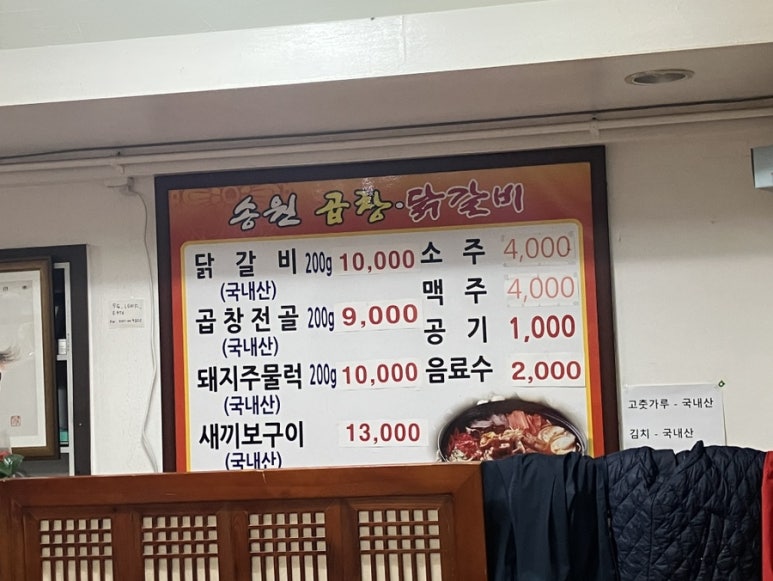 송원 곱창·닭갈비
닭갈비 200g 10,000
(국내산)
곱창전골 200g 9,000
(국내산)
돼지주물럭 200g 10,000
(국내산)
새끼보구이 13,000
(국내산)
소주 4,000
맥주 4,000
공기 1,000
음료수 2,000
고춧가루 - 국내산
김치 - 국내산